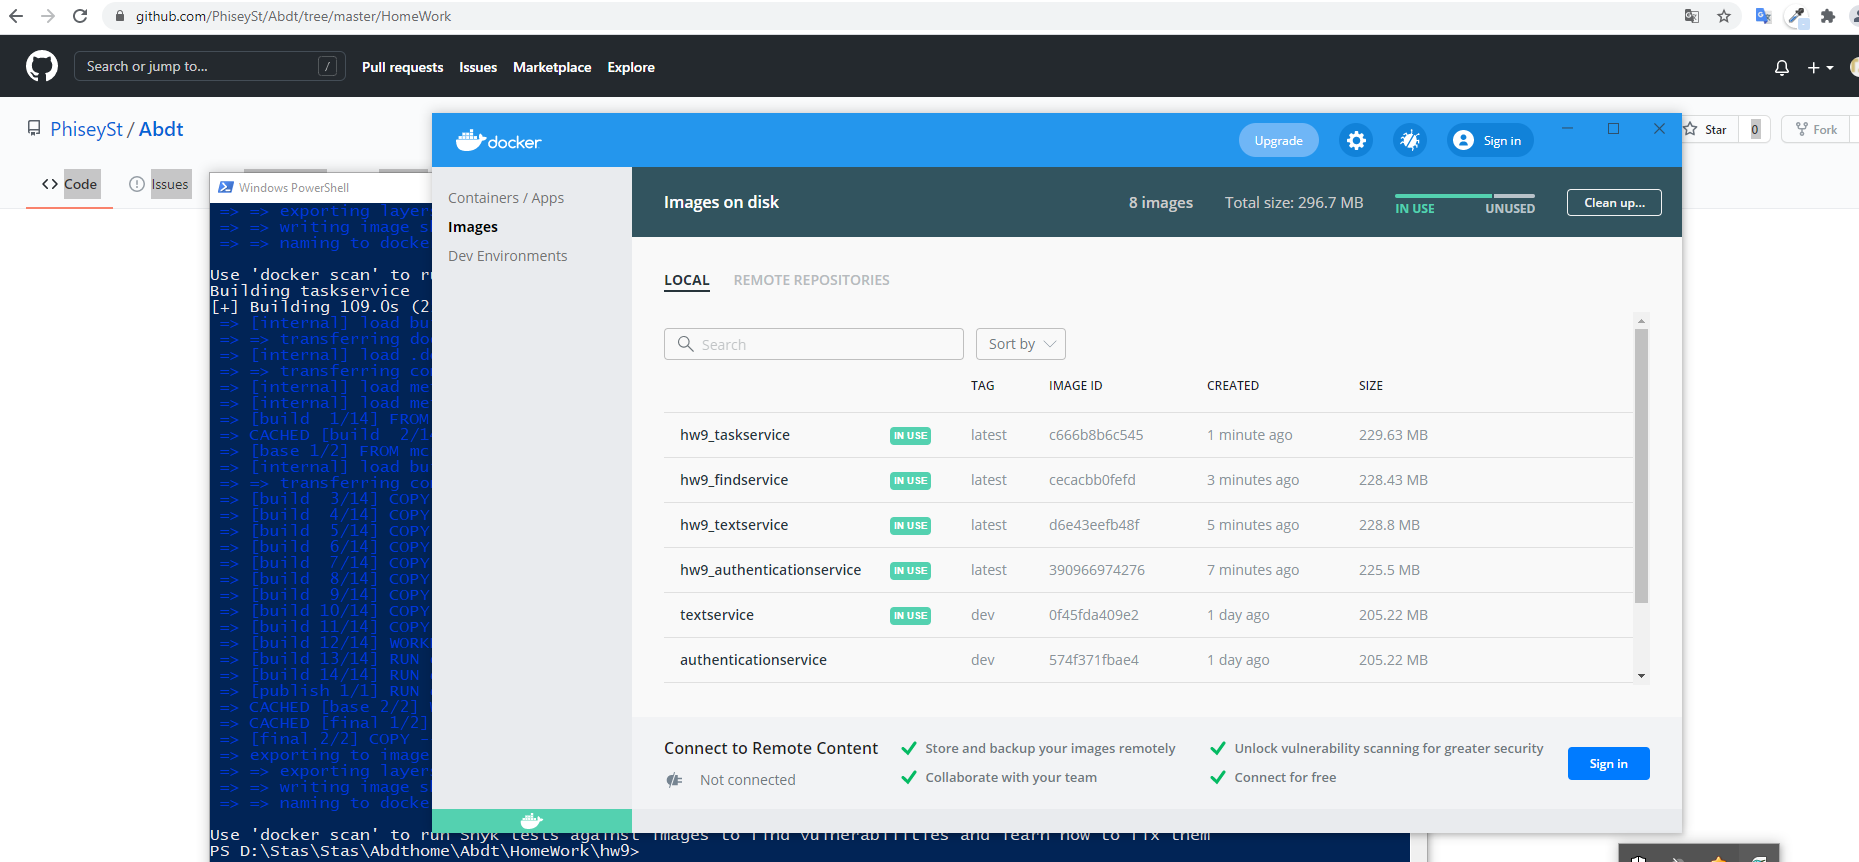 github.com/PhiseySt/Abdt/tree/master/HomeWork
Search or jump to... /
Pull requests Issues Marketplace Explore
PhiseySt / Abdt
Star 0 Fork
Code Issues
Windows PowerShell
=> => exporting layer
=> => writing image s
=> => naming to docke
Use 'docker scan' to r
Building taskservice
[+] Building 109.0s (2
=> [internal] load bu
=> => transferring do
=> [internal] load .d
=> => transferring co
=> [internal] load me
=> [internal] load me
=> [build  1/14] FROM
=> CACHED [build  2/14
=> [base 1/2] FROM mc
=> [internal] load bu
=> => transferring co
=> [build  3/14] COPY
=> [build  4/14] COPY
=> [build  5/14] COPY
=> [build  6/14] COPY
=> [build  7/14] COPY
=> [build  8/14] COPY
=> [build  9/14] COPY
=> [build 10/14] COPY
=> [build 11/14] COPY
=> [build 12/14] WORK
=> [build 13/14] RUN
=> [build 14/14] RUN
=> [publish 1/1] RUN
=> CACHED [base 2/2]
=> CACHED [final 1/2]
=> [final 2/2] COPY -
=> exporting to image
=> => exporting layer
=> => writing image s
=> => naming to docke
Use 'docker scan' to run Snyk tests against images to find vulnerabilities and learn how to fix them
PS D:\Stas\Stas\Abdthome\Abdt\HomeWork\hw9>
docker
Upgrade
Sign in
Containers / Apps
Images
Dev Environments
Images on disk
8 images
Total size: 296.7 MB
IN USE UNUSED
Clean up...
LOCAL REMOTE REPOSITORIES
Search
Sort by
TAG IMAGE ID CREATED SIZE
hw9_taskservice IN USE latest c666b8b6c545 1 minute ago 229.63 MB
hw9_findservice IN USE latest cecacbb0fefd 3 minutes ago 228.43 MB
hw9_textservice IN USE latest d6e43eefb48f 5 minutes ago 228.8 MB
hw9_authenticationservice IN USE latest 390966974276 7 minutes ago 225.5 MB
textservice IN USE dev 0f45fda409e2 1 day ago 205.22 MB
authenticationservice dev 574f371fbae4 1 day ago 205.22 MB
Connect to Remote Content
Not connected
Store and backup your images remotely
Collaborate with your team
Unlock vulnerability scanning for greater security
Connect for free
Sign in